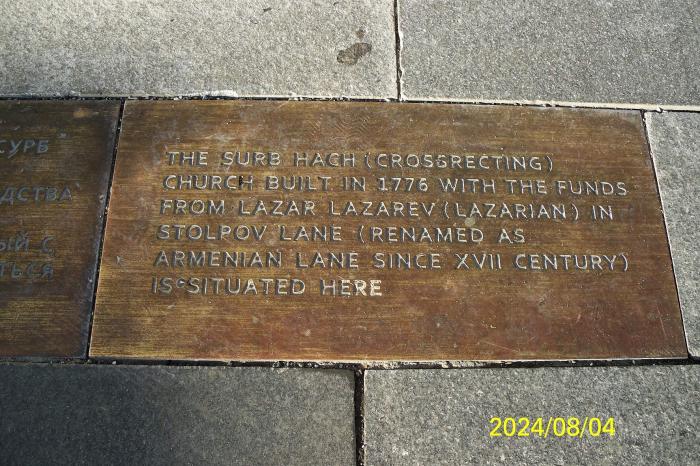 СУРБ
ДСТВА
ЫЙ С
ТЬСЯ
THE SURB HACH (CROSSRECTING)
CHURCH BUILT IN 1776 WITH THE FUNDS
FROM LAZAR LAZAREV (LAZARIAN) IN
STOLPOV LANE (RENAMED AS
ARMENIAN LANE SINCE XVII CENTURY)
IS SITUATED HERE
2024/08/04